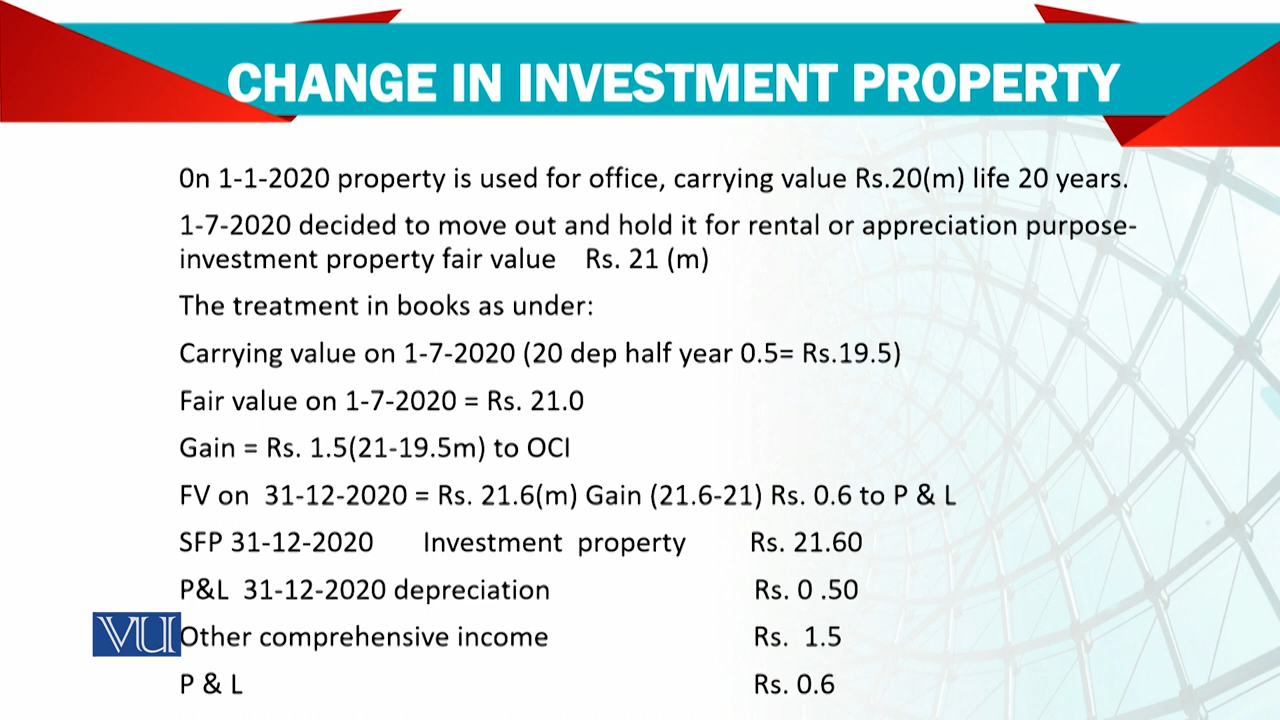 CHANGE IN INVESTMENT PROPERTY
0n 1-1-2020 property is used for office, carrying value Rs.20(m) life 20 years.
1-7-2020 decided to move out and hold it for rental or appreciation purpose-
investment property fair value Rs. 21 (m)
The treatment in books as under:
Carrying value on 1-7-2020 (20 dep half year 0.5= Rs.19.5)
Fair value on 1-7-2020 = Rs. 21.0
Gain = Rs. 1.5(21-19.5m) to OCI
FV on 31-12-2020 = Rs. 21.6(m) Gain (21.6-21) Rs. 0.6 to P & L
SFP 31-12-2020 Investment property Rs. 21.60
P&L 31-12-2020 depreciation Rs. 0 .50
VU Other comprehensive income Rs. 1.5
P & L Rs. 0.6